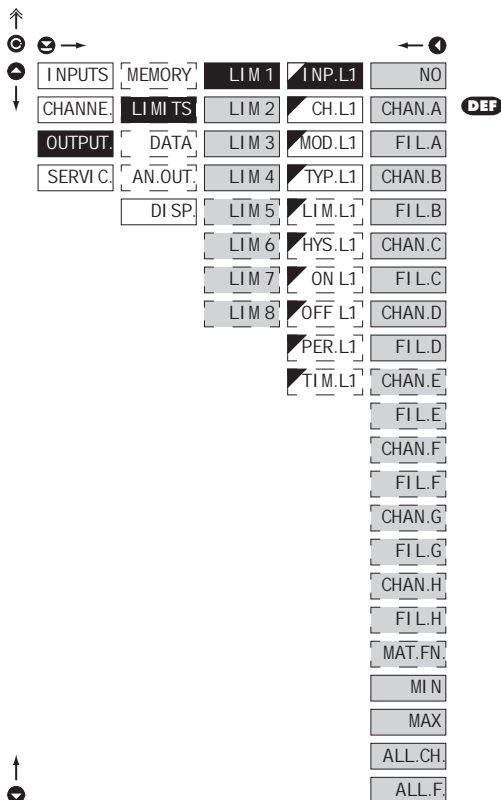 INPUTS MEMORY LIM 1 INP.L1 NO
CHANNE. LIMITS LIM 2 CH.L1 CHAN.A DEF
OUTPUT. DATA LIM 3 MOD.L1 FIL.A
SERVIC. AN.OUT. LIM 4 TYP.L1 CHAN.B
DISP. LIM 5 LIM.L1 FIL.B
LIM 6 HYS.L1 CHAN.C
LIM 7 ON L1 FIL.C
LIM 8 OFF L1 CHAN.D
PER.L1 FIL.D
TIM.L1 CHAN.E
FIL.E
CHAN.F
FIL.F
CHAN.G
FIL.G
CHAN.H
FIL.H
MAT.FN.
MIN
MAX
ALL.CH.
ALL.F.